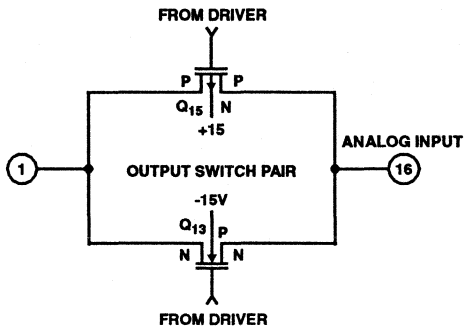 FROM DRIVER
P P
Q15 N
+15
ANALOG INPUT
1 OUTPUT SWITCH PAIR 16
-15V
Q13 P
N N
FROM DRIVER